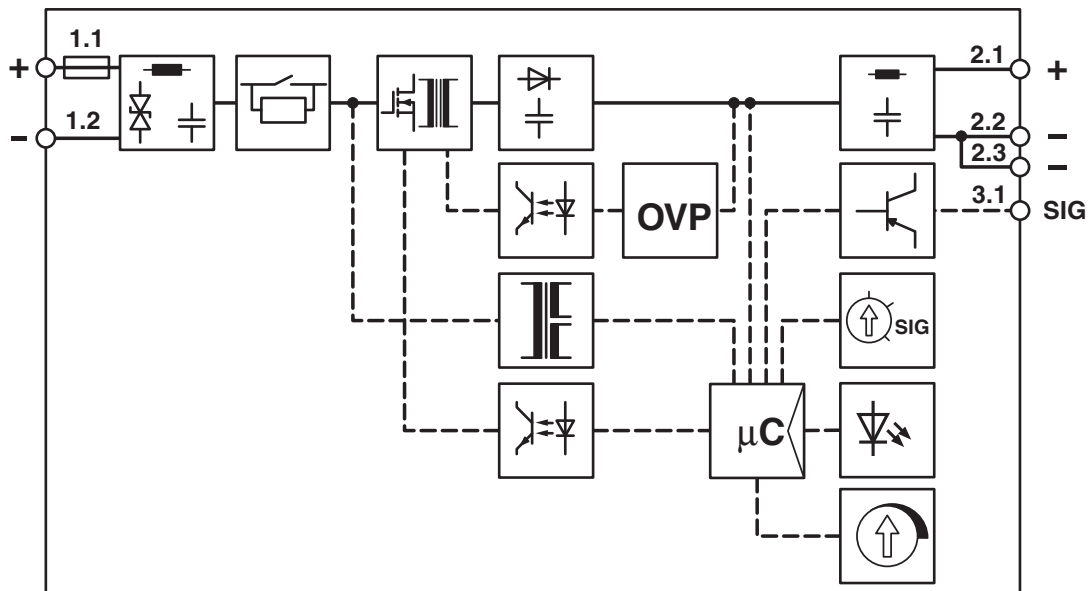 + 1.1
- 1.2
2.1 +
2.2 -
2.3 -
3.1 SIG
OVP
SIG
µC